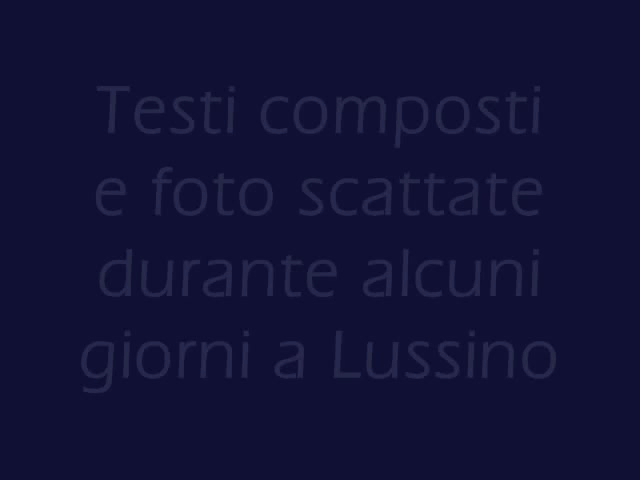 Testi composti
e foto scattate
durante alcuni
giorni a Lussino